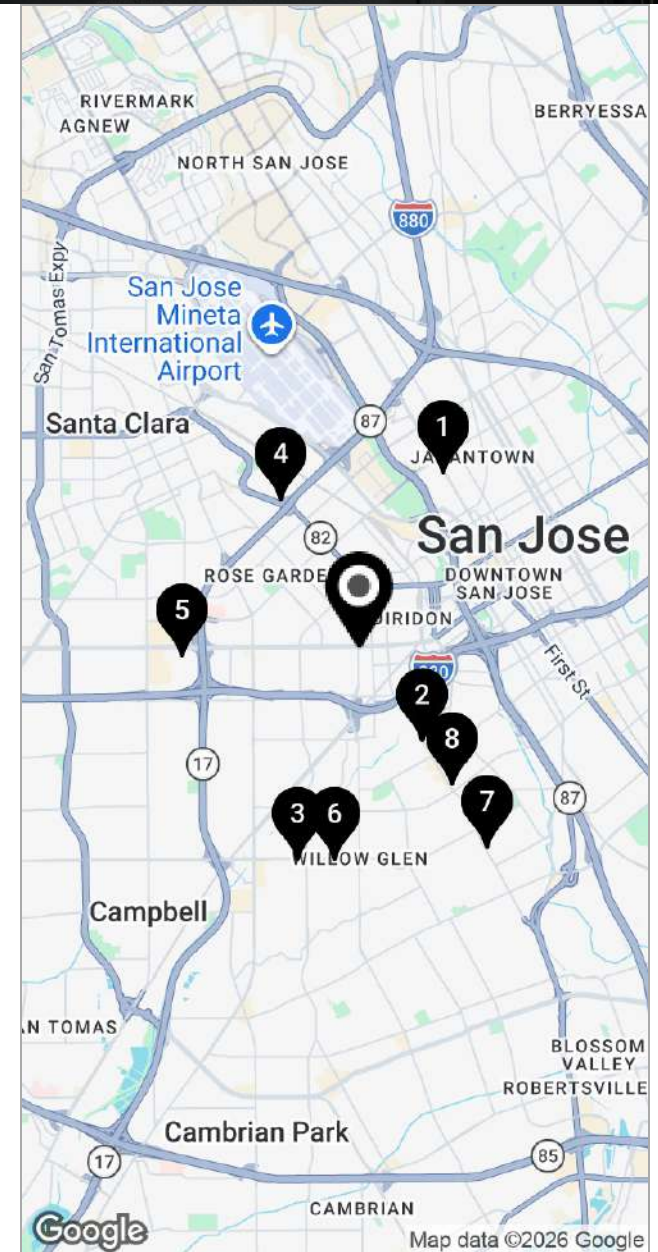 RIVERMARK
AGNEW
BERRYESSA
NORTH SAN JOSE
880
San Tomas Expy
San Jose
Mineta
International
Airport
87
1
Santa Clara
JAPANTOWN
4
82
San Jose
ROSE GARDE
DOWNTOWN
SAN JOSE
5
DIRIDON
280
First St
2
8
17
87
3
6
7
WILLOW GLEN
Campbell
AN TOMAS
BLOSSOM
VALLEY
ROBERTSVILLE
Cambrian Park
17
85
CAMBRIAN
Google
Map data ©2026 Google